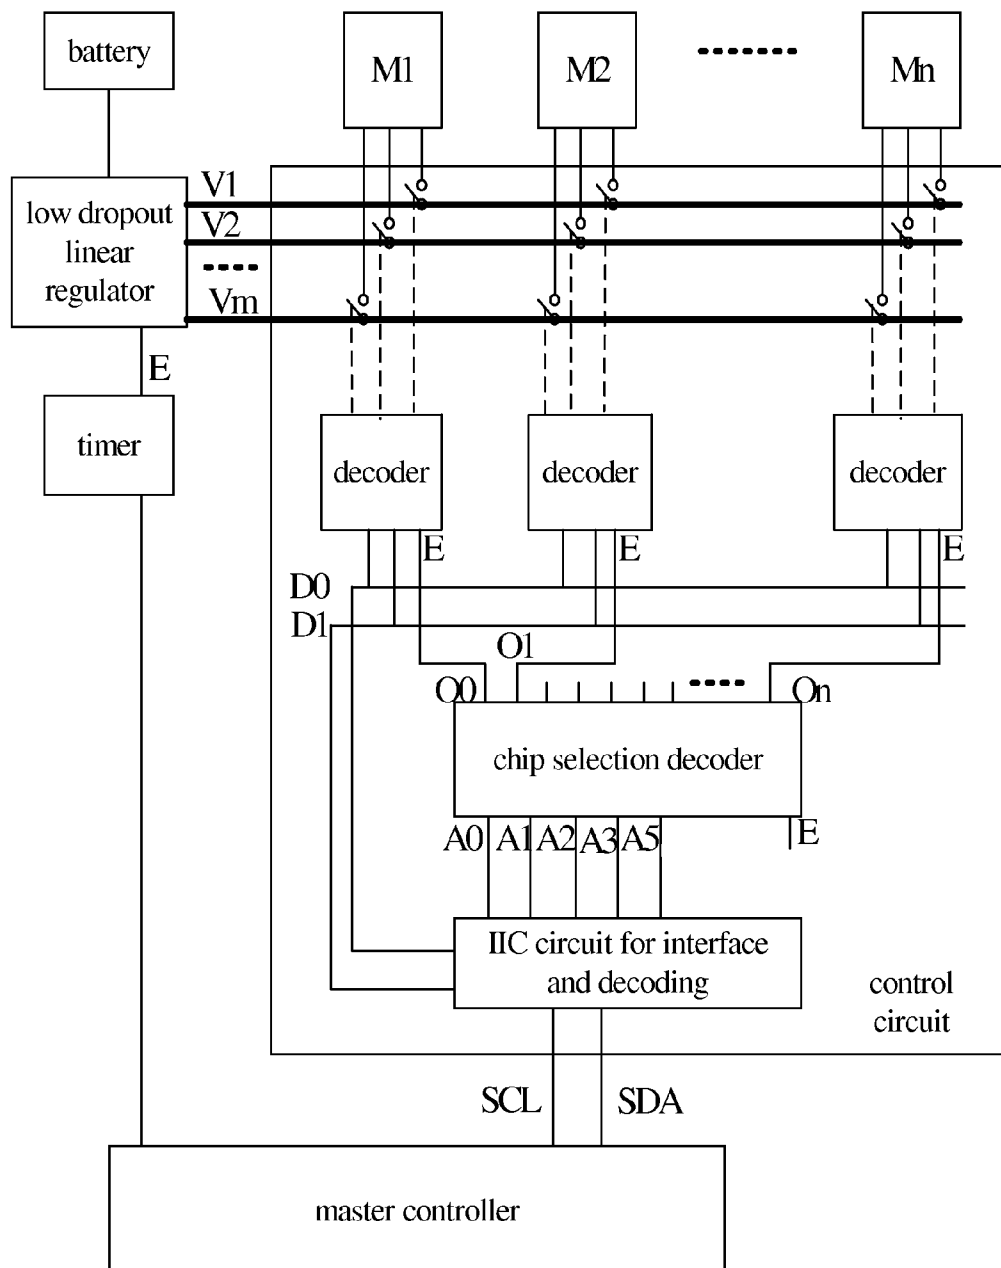 battery
M1
M2
Mn
V1
low dropout
linear
regulator
V2
Vm
E
timer
decoder
decoder
decoder
E
E
E
D0
D1
O1
O0
On
chip selection decoder
A0
A1
A2
A3
A5
E
IIC circuit for interface
and decoding
control
circuit
SCL
SDA
master controller